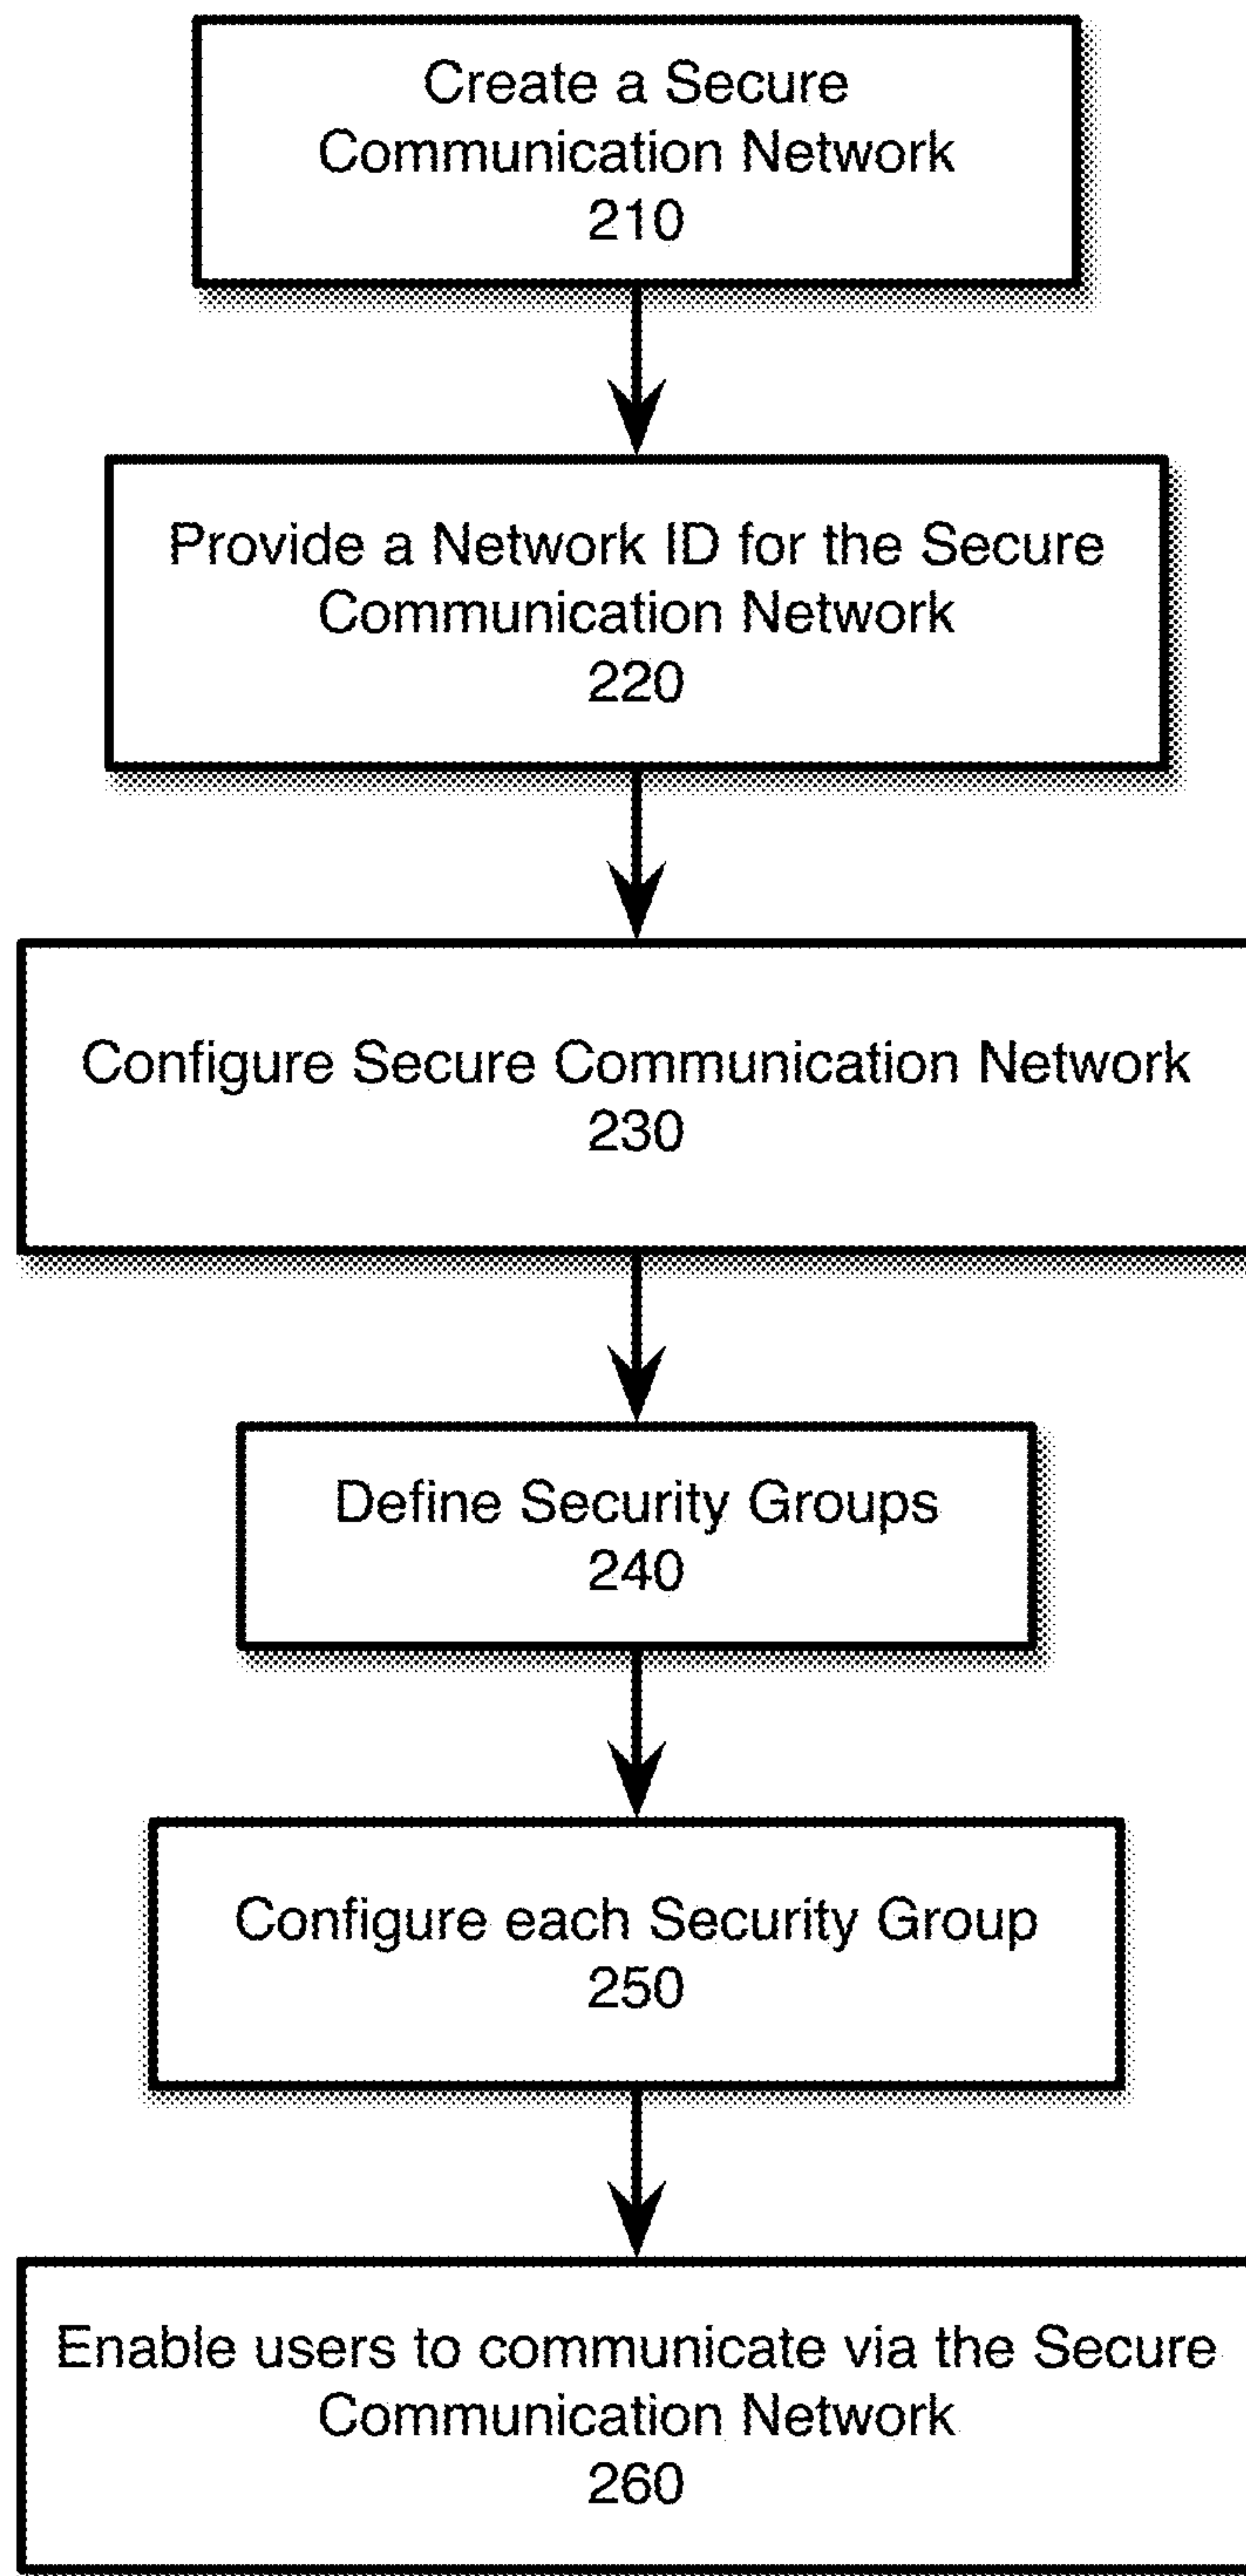 Create a Secure
Communication Network
210
Provide a Network ID for the Secure
Communication Network
220
Configure Secure Communication Network
230
Define Security Groups
240
Configure each Security Group
250
Enable users to communicate via the Secure
Communication Network
260